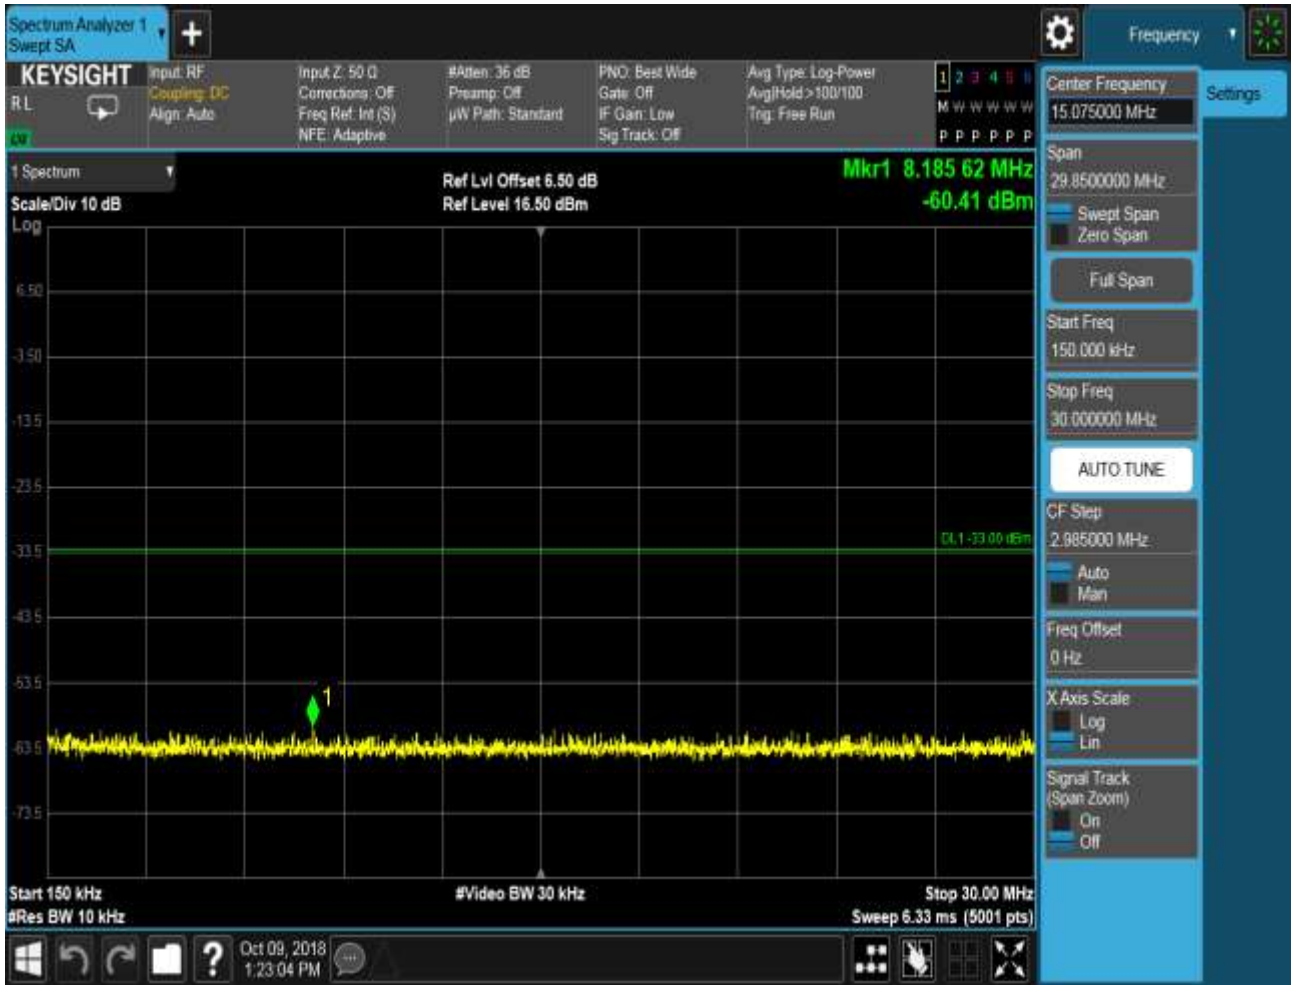 Spectrum Analyzer 1
Swept SA
+
Frequency
KEYSIGHT
RL
LW
Input: RF
Coupling: DC
Align: Auto
Input Z: 50 Ω
Corrections: Off
Freq Ref: Int (S)
NFE: Adaptive
#Atten: 36 dB
Preamp: Off
µW Path: Standard
PNO: Best Wide
Gate: Off
IF Gain: Low
Sig Track: Off
Avg Type: Log-Power
Avg|Hold:>100/100
Trig: Free Run
1 2 3 4 5 6
M W W W W W
P P P P P P
1 Spectrum
Scale/Div 10 dB
Log
Ref Lvl Offset 6.50 dB
Ref Level 16.50 dBm
Mkr1 8.185 62 MHz
-60.41 dBm
6.50
-3.50
-13.5
-23.5
-33.5
-43.5
-53.5
-63.5
-73.5
DL1 -33.00 dBm
1
Start 150 kHz
#Res BW 10 kHz
#Video BW 30 kHz
Stop 30.00 MHz
Sweep 6.33 ms (5001 pts)
?
Oct 09, 2018
1:23:04 PM
Center Frequency
15.075000 MHz
Settings
Span
29.8500000 MHz
Swept Span
Zero Span
Full Span
Start Freq
150.000 kHz
Stop Freq
30.000000 MHz
AUTO TUNE
CF Step
2.985000 MHz
Auto
Man
Freq Offset
0 Hz
X Axis Scale
Log
Lin
Signal Track
(Span Zoom)
On
Off